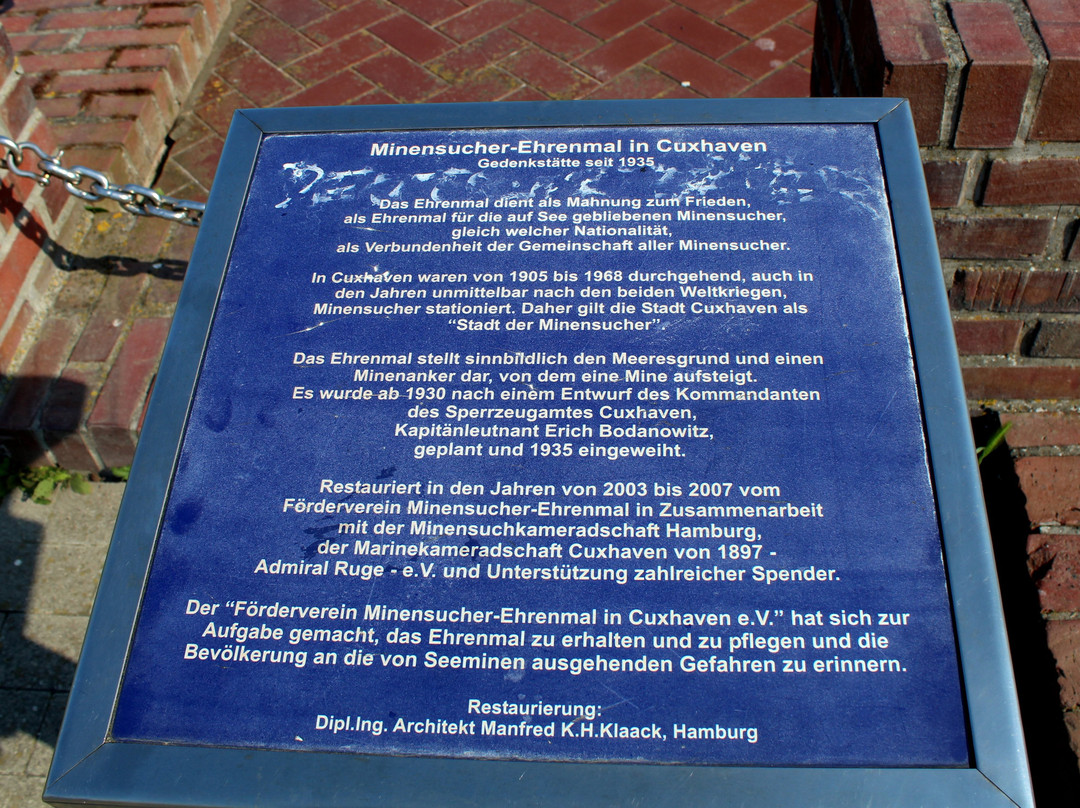 Minensucher-Ehrenmal in Cuxhaven
Gedenkstätte seit 1935
Das Ehrenmal dient als Mahnung zum Frieden,
als Ehrenmal für die auf See gebliebenen Minensucher,
gleich welcher Nationalität,
als Verbundenheit der Gemeinschaft aller Minensucher.
In Cuxhaven waren von 1905 bis 1968 durchgehend, auch in
den Jahren unmittelbar nach den beiden Weltkriegen,
Minensucher stationiert. Daher gilt die Stadt Cuxhaven als
“Stadt der Minensucher”.
Das Ehrenmal stellt sinnbildlich den Meeresgrund und einen
Minenanker dar, von dem eine Mine aufsteigt.
Es wurde ab 1930 nach einem Entwurf des Kommandanten
des Sperrzeugamtes Cuxhaven,
Kapitänleutnant Erich Bodanowitz,
geplant und 1935 eingeweiht.
Restauriert in den Jahren von 2003 bis 2007 vom
Förderverein Minensucher-Ehrenmal in Zusammenarbeit
mit der Minensuchkameradschaft Hamburg,
der Marinekameradschaft Cuxhaven von 1897 -
Admiral Ruge - e.V. und Unterstützung zahlreicher Spender.
Der “Förderverein Minensucher-Ehrenmal in Cuxhaven e.V.” hat sich zur
Aufgabe gemacht, das Ehrenmal zu erhalten und zu pflegen und die
Bevölkerung an die von Seeminen ausgehenden Gefahren zu erinnern.
Restaurierung:
Dipl.Ing. Architekt Manfred K.H.Klaack, Hamburg